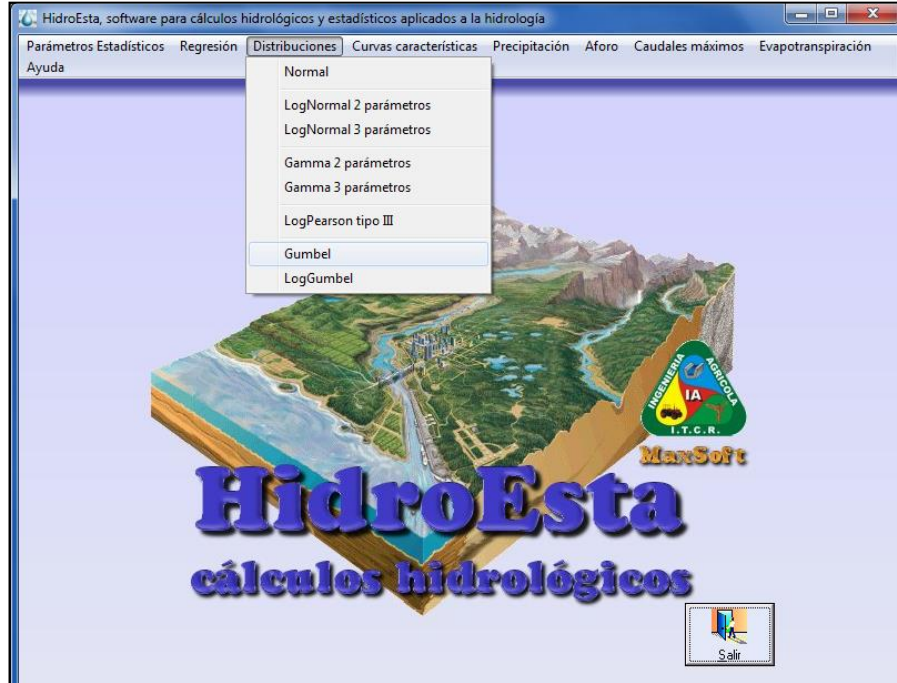 HidroEsta, software para cálculos hidrológicos y estadísticos aplicados a la hidrología
Parámetros Estadísticos Regresión Distribuciones Curvas características Precipitación Aforo Caudales máximos Evapotranspiración
Ayuda
Normal
LogNormal 2 parámetros
LogNormal 3 parámetros
Gamma 2 parámetros
Gamma 3 parámetros
LogPearson tipo III
Gumbel
LogGumbel
INGENIERIA AGRICOLA
IA
I.T.C.R.
MaxSoft
HidroEsta
cálculos hidrológicos
Salir